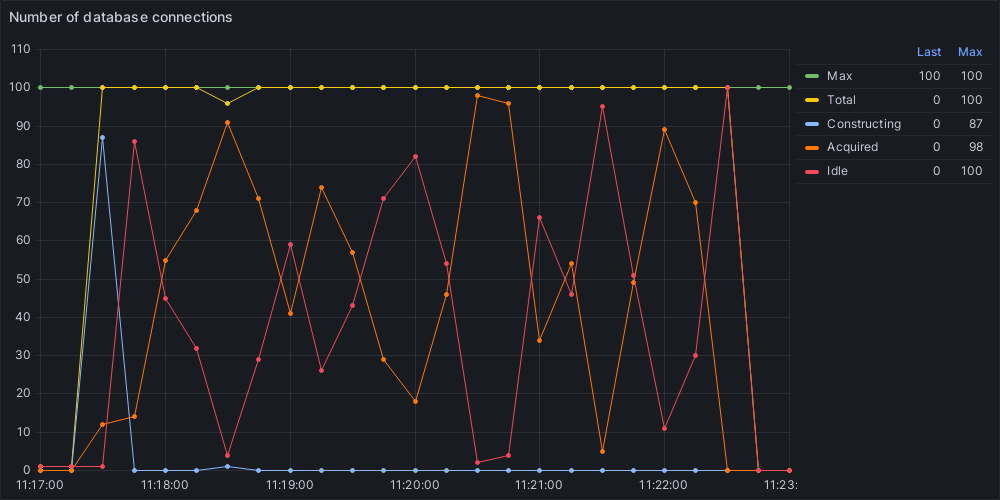 Number of database connections
Last Max
Max 100 100
Total 0 100
Constructing 0 87
Acquired 0 98
Idle 0 100
110
100
90
80
70
60
50
40
30
20
10
0
11:17:00 11:18:00 11:19:00 11:20:00 11:21:00 11:22:00 11:23: